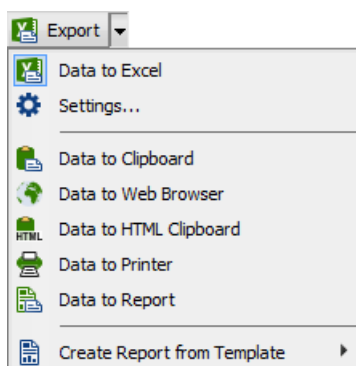 Export
Data to Excel
Settings...
Data to Clipboard
Data to Web Browser
HTML Data to HTML Clipboard
Data to Printer
Data to Report
Create Report from Template